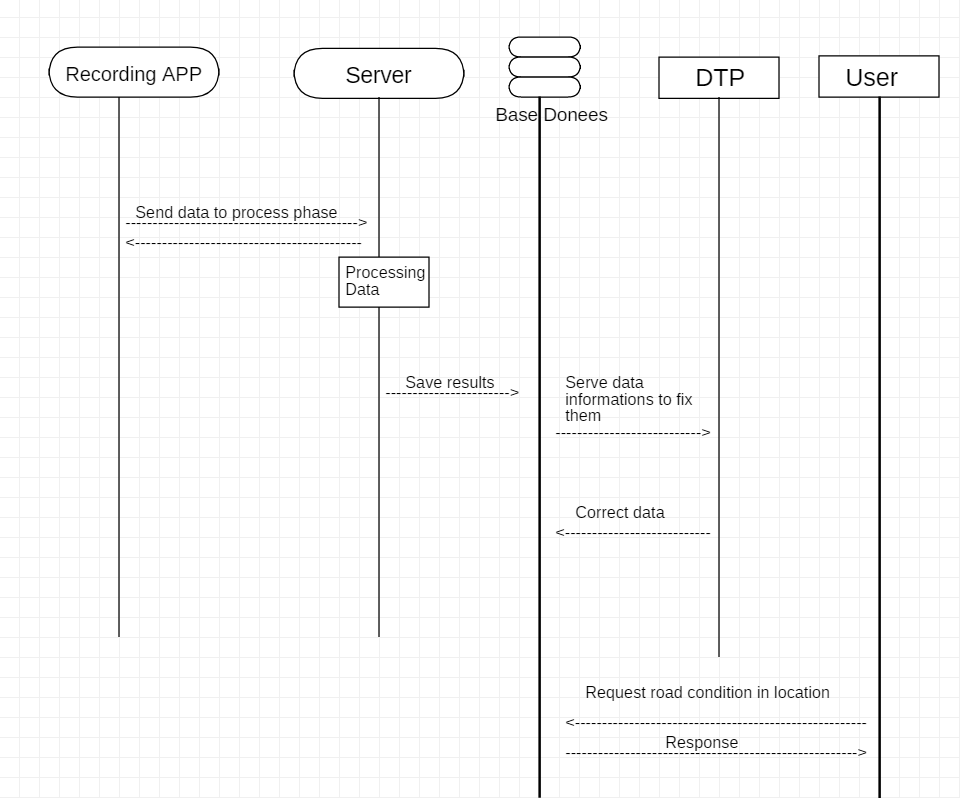 Recording APP
Server
DTP
User
Base Donees
Send data to process phase
Processing
Data
Save results
Serve data
informations to fix
them
Correct data
Request road condition in location
Response